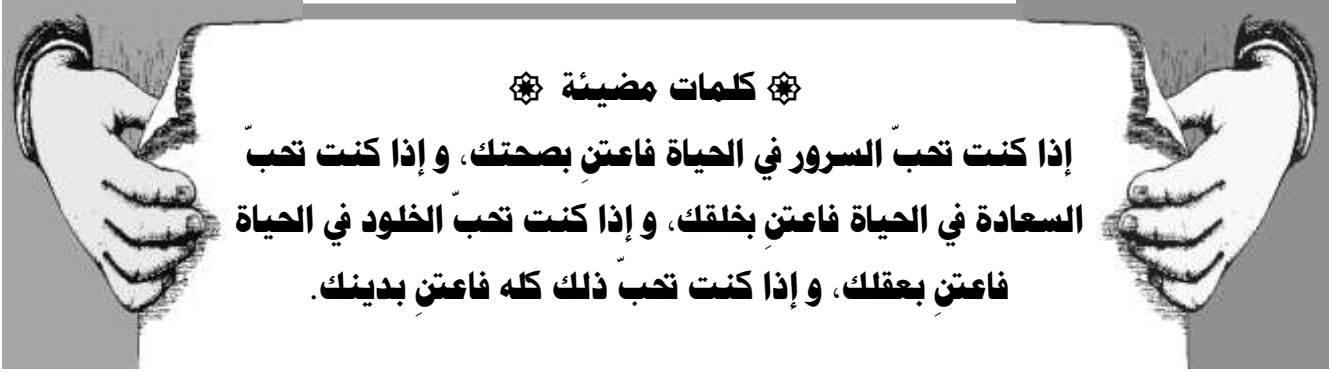 ۞ كلمات مضيئة ۞
إذا كنت تحبّ السرور في الحياة فاعتنِ بصحتك، و إذا كنت تحبّ
السعادة في الحياة فاعتنِ بخلقك، و إذا كنت تحبّ الخلود في الحياة
فاعتنِ بعقلك، و إذا كنت تحبّ ذلك كله فاعتنِ بدينك.